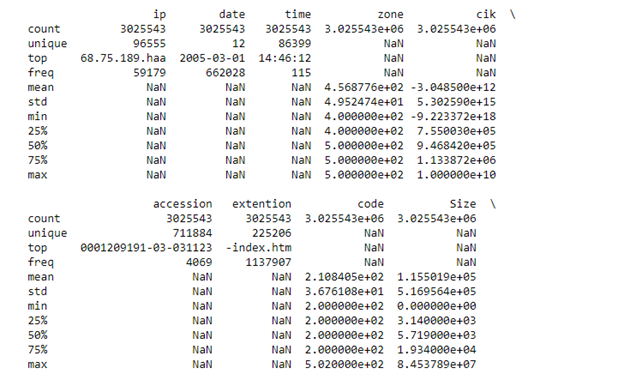 ip date time zone cik \
count 3025543 3025543 3025543 3.025543e+06 3.025543e+06
unique 96555 12 86399 NaN NaN
top 68.75.189.haa 2005-03-01 14:46:12 NaN NaN
freq 59179 662028 115 NaN NaN
mean NaN NaN NaN 4.568776e+02 -3.048500e+12
std NaN NaN NaN 4.952474e+01 5.302590e+15
min NaN NaN NaN 4.000000e+02 -9.223372e+18
25% NaN NaN NaN 4.000000e+02 7.550030e+05
50% NaN NaN NaN 5.000000e+02 9.468420e+05
75% NaN NaN NaN 5.000000e+02 1.133872e+06
max NaN NaN NaN 5.000000e+02 1.000000e+10
accession extention code Size \
count 3025543 3025543 3.025543e+06 3.025543e+06
unique 711884 225206 NaN NaN
top 0001209191-03-031123 -index.htm NaN NaN
freq 4069 1137907 NaN NaN
mean NaN NaN 2.108405e+02 1.155019e+05
std NaN NaN 3.676108e+01 5.169564e+05
min NaN NaN 2.000000e+02 0.000000e+00
25% NaN NaN 2.000000e+02 3.140000e+03
50% NaN NaN 2.000000e+02 5.719000e+03
75% NaN NaN 2.000000e+02 1.934000e+04
max NaN NaN 5.020000e+02 8.453789e+07